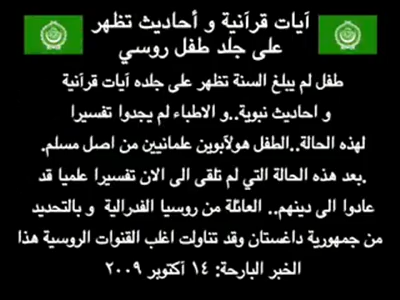 آيات قرآنية و أحاديث تظهر
على جلد طفل روسي
طفل لم يبلغ السنة تظهر على جلده آيات قرآنية
و احاديث نبوية..و الاطباء لم يجدوا تفسيرا
لهذه الحالة..الطفل هولآبوين علمانيين من اصل مسلم.
.بعد هذه الحالة التي لم تلقى الى الان تفسيرا علميا قد
عادوا الى دينهم.. العائلة من روسيا الفدرالية و بالتحديد
من جمهورية داغستان وقد تناولت اغلب القنوات الروسية هذا
الخبر البارحة: ١٤ آكتوبر ٢٠٠٩